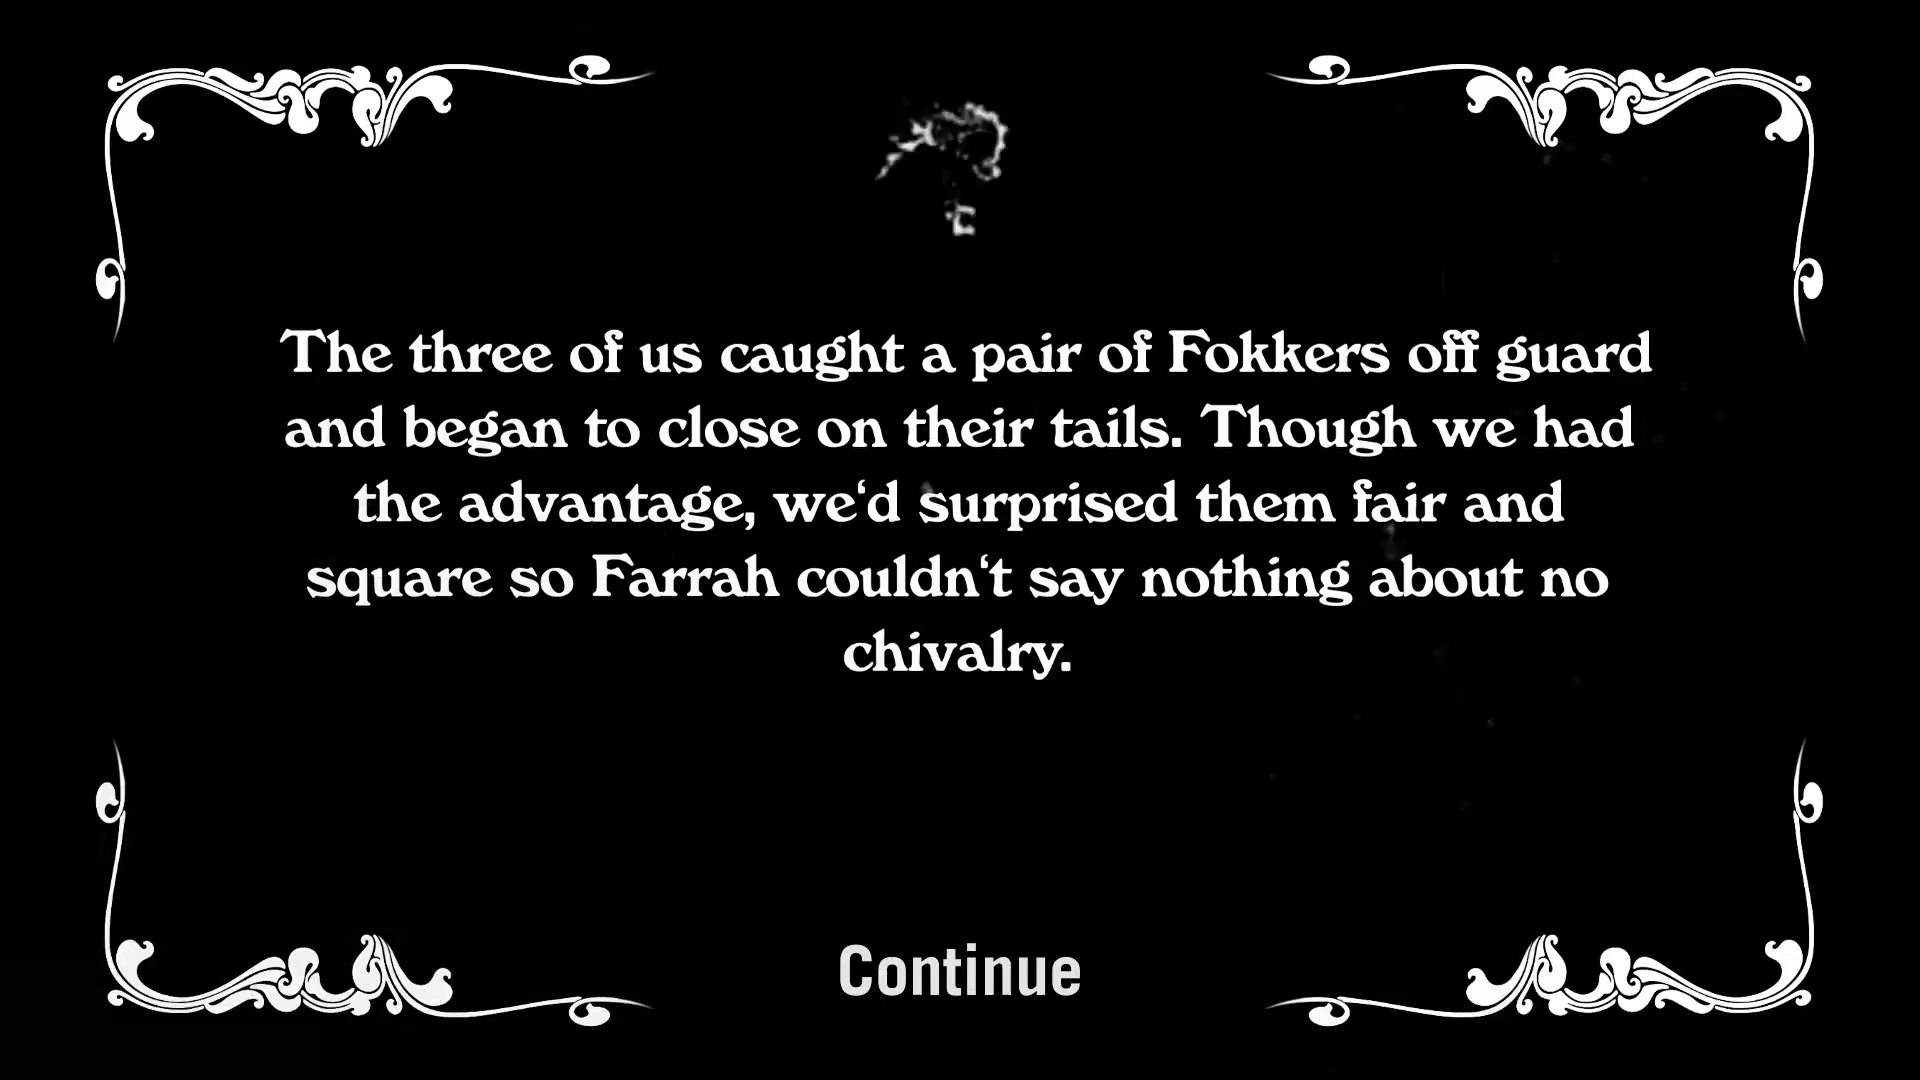 The three of us caught a pair of Fokkers off guard
and began to close on their tails. Though we had
the advantage, we‘d surprised them fair and
square so Farrah couldn‘t say nothing about no
chivalry.
Continue